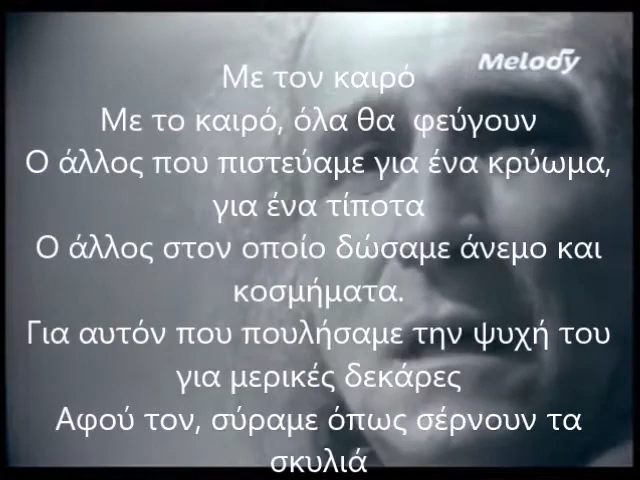 Melody
Με τον καιρό
Με το καιρό, όλα θα φεύγουν
Ο άλλος που πιστεύαμε για ένα κρύωμα,
για ένα τίποτα
Ο άλλος στον οποίο δώσαμε άνεμο και
κοσμήματα.
Για αυτόν που πουλήσαμε την ψυχή του
για μερικές δεκάρες
Αφού τον, σύραμε όπως σέρνουν τα
σκυλιά